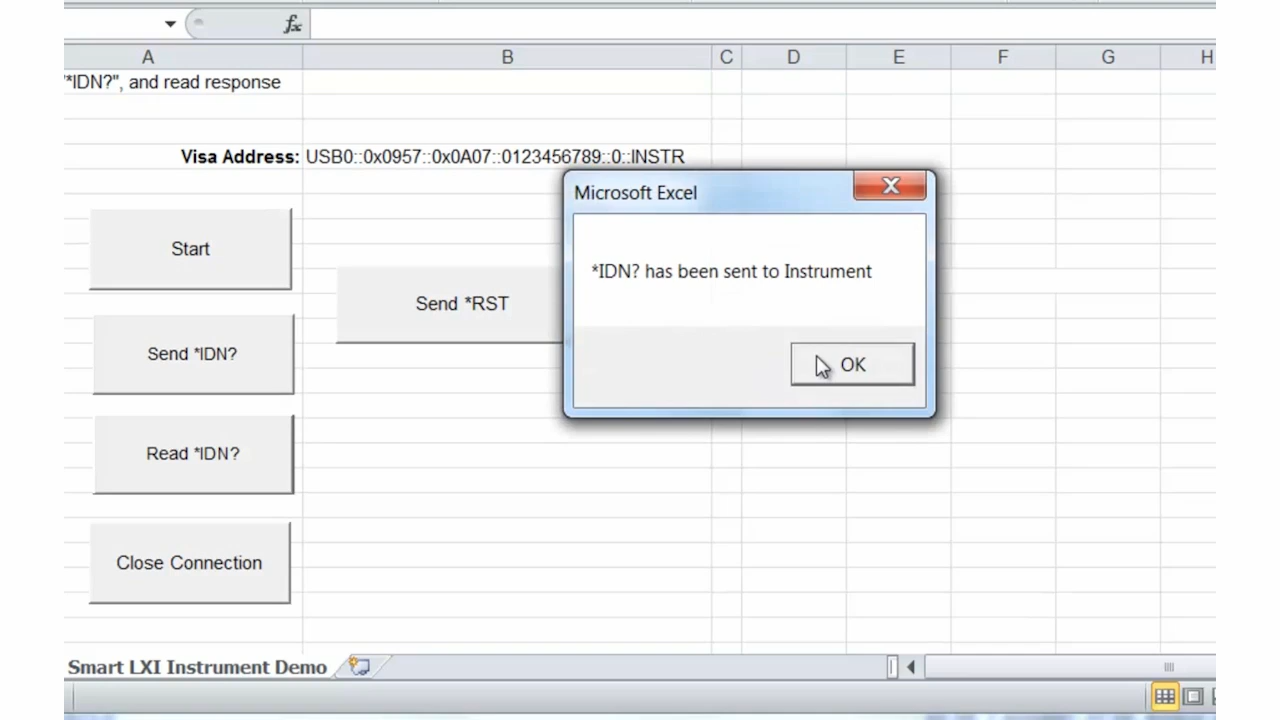 fx
A B C D E F G H
"*IDN?", and read response
Visa Address: USB0::0x0957::0x0A07::0123456789::0::INSTR
Microsoft Excel
*IDN? has been sent to Instrument
OK
Start
Send *RST
Send *IDN?
Read *IDN?
Close Connection
Smart LXI Instrument Demo